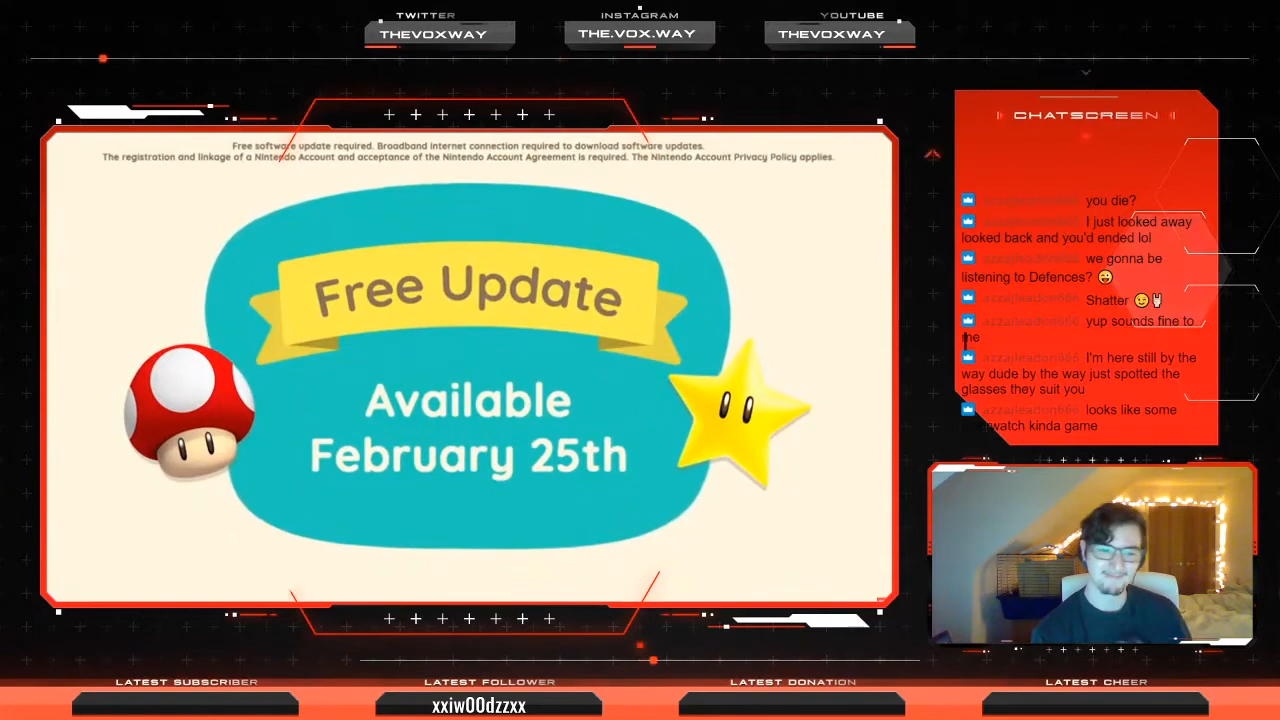 TWITTER
THEVOXWAY
INSTAGRAM
THE.VOX.WAY
YOUTUBE
THEVOXWAY
Free software update required. Broadband internet connection required to download software updates.
The registration and linkage of a Nintendo Account and acceptance of the Nintendo Account Agreement is required. The Nintendo Account Privacy Policy applies.
Free Update
Available
February 25th
CHATSCREEN
you die?
I just looked away
looked back and you'd ended lol
we gonna be
listening to Defences? 😛
azzajleadon666 Shatter 😉🤘
azzajleadon666 yup sounds fine to
me
azzajleadon666 I'm here still by the
way dude by the way just spotted the
glasses they suit you
azzajleadon666 looks like some
watch kinda game
LATEST SUBSCRIBER
LATEST FOLLOWER
xxiw00dzzxx
LATEST DONATION
LATEST CHEER